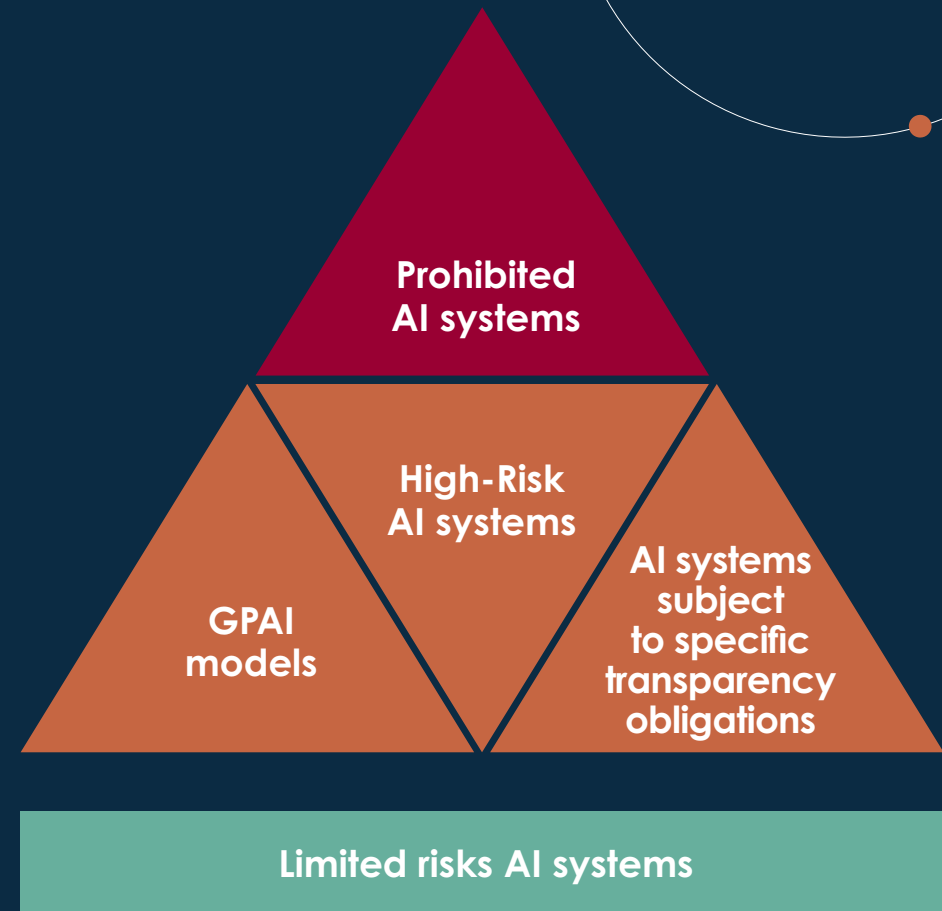 Prohibited
AI systems
High-Risk
AI systems
GPAI
models
AI systems
subject
to specific
transparency
obligations
Limited risks AI systems